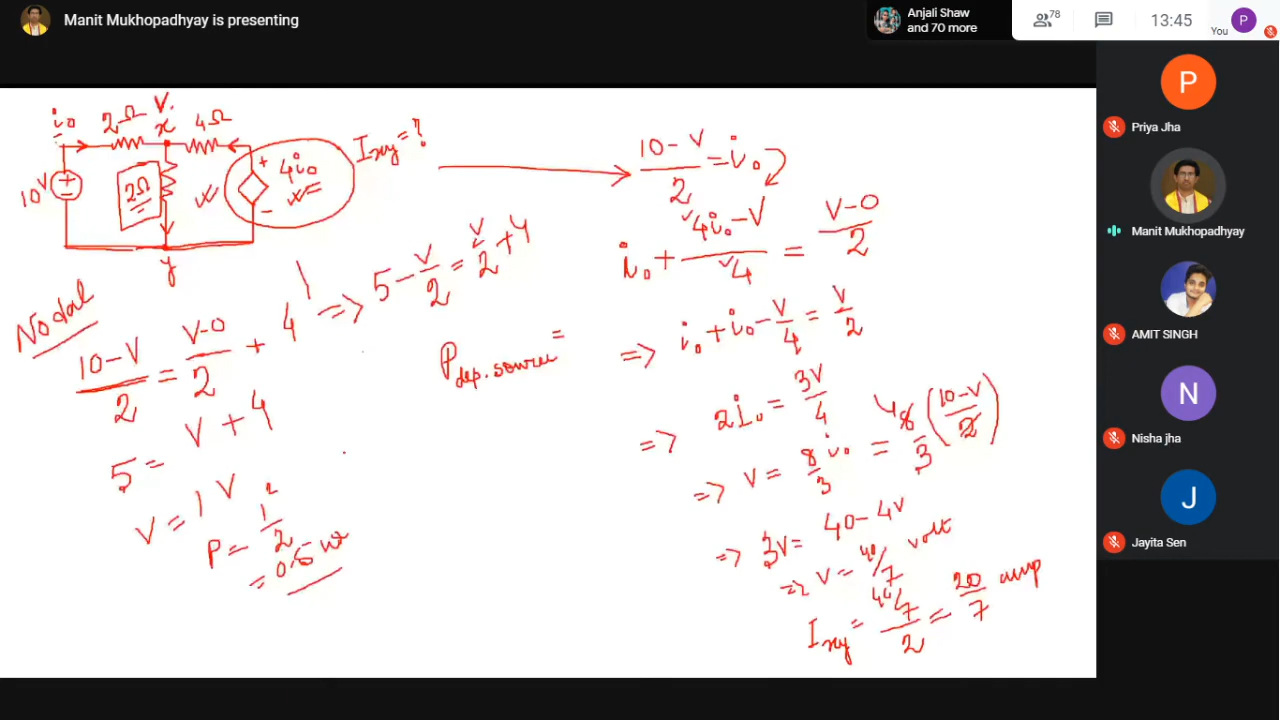 Manit Mukhopadhyay is presenting
Anjali Shaw
and 70 more
78
13:45
You
P
P
Priya Jha
Manit Mukhopadhyay
AMIT SINGH
N
Nisha jha
J
Jayita Sen
i₀ 2Ω V. x 4Ω
10V 2Ω + 4i₀ -
y
Ixy = ?
Nodal
(10-V)/2 = (V-0)/2 + 4
5 = V + 4
V = 1 V
P = 1²/2
= 0.5 W
=> 5 - V/2 = V/2 + 4
P dep. source =
(10-V)/2 = i₀
i₀ + (4i₀ - V)/4 = (V-0)/2
=> i₀ + i₀ - V/4 = V/2
=> 2i₀ = 3V/4
=> V = 8/3 i₀ = 8/3 ((10-V)/2)
=> 3V = 40 - 4V
=> V = 40/7 volt
Ixy = (40/7)/2 = 20/7 amp